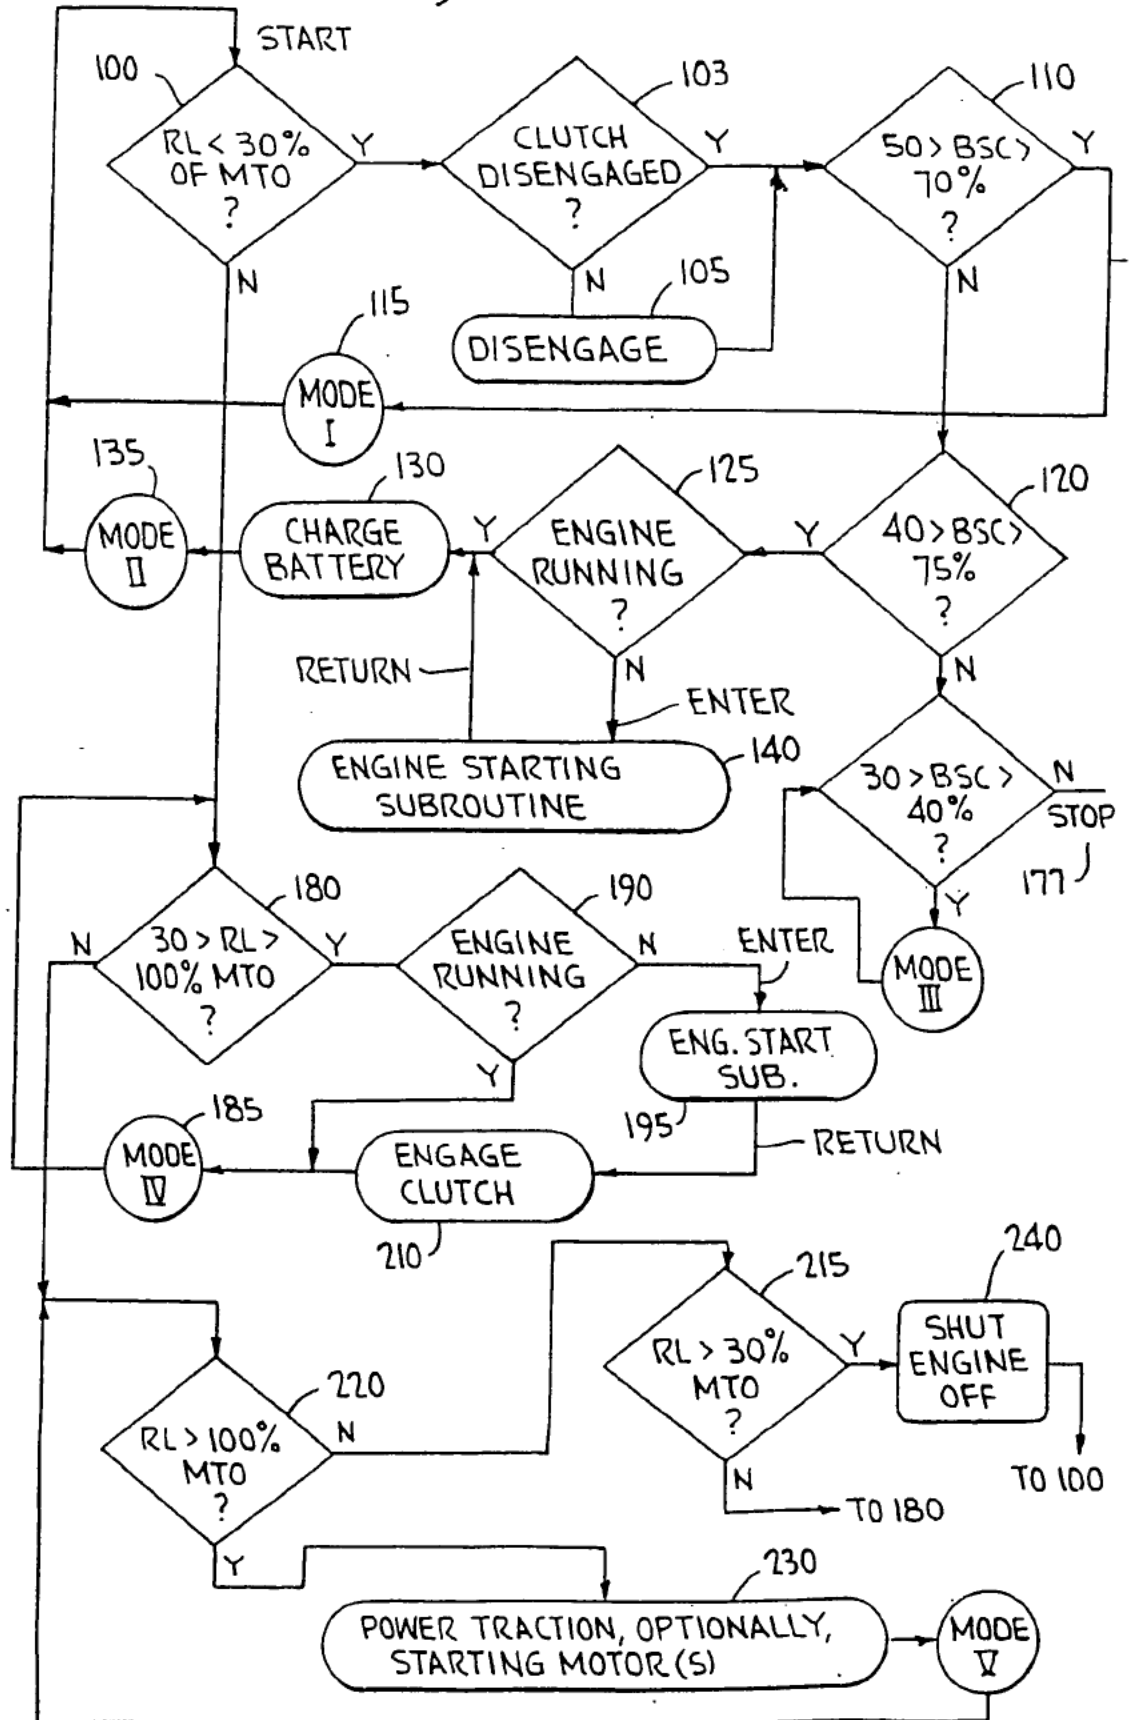 START
100
RL < 30%
OF MTO
?
Y
N
103
CLUTCH
DISENGAGED
?
Y
N
105
DISENGAGE
110
50 > BSC >
70%
?
Y
N
115
MODE
I
135
MODE
II
130
CHARGE
BATTERY
125
Y
ENGINE
RUNNING
?
N
120
Y
40 > BSC >
75%
?
N
RETURN
ENTER
140
ENGINE STARTING
SUBROUTINE
30 > BSC >
40%
?
N
STOP
177
Y
MODE
III
180
N
30 > RL >
100% MTO
?
Y
190
ENGINE
RUNNING
?
N
Y
ENTER
ENG. START
SUB.
195
RETURN
185
MODE
IV
ENGAGE
CLUTCH
210
215
RL > 30%
MTO
?
Y
N
TO 180
240
SHUT
ENGINE
OFF
TO 100
220
RL > 100%
MTO
?
N
Y
230
POWER TRACTION, OPTIONALLY,
STARTING MOTOR(S)
MODE
V